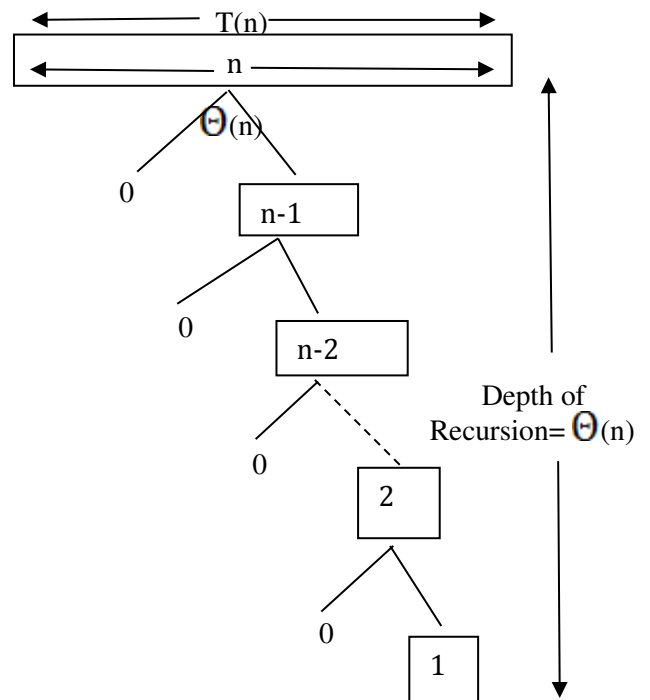 T(n)
n
Θ(n)
0
n-1
0
n-2
Depth of
Recursion= Θ(n)
0
2
0
1